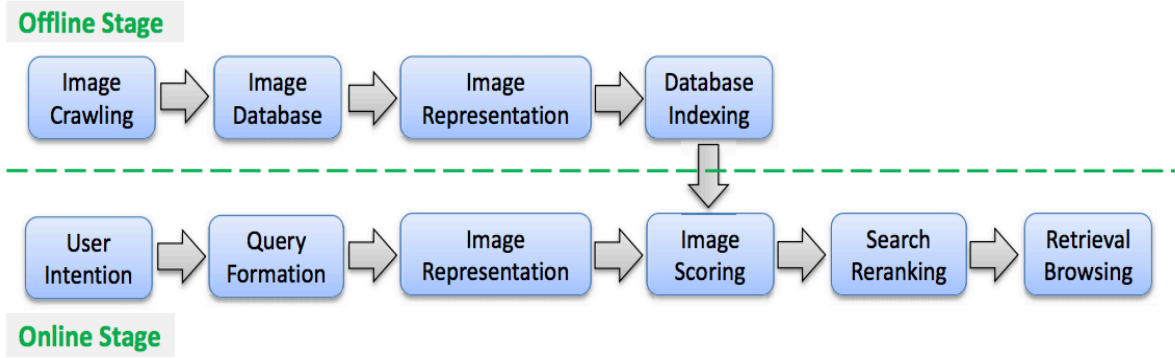 Offline Stage
Image
Crawling
Image
Database
Image
Representation
Database
Indexing
User
Intention
Query
Formation
Image
Representation
Image
Scoring
Search
Reranking
Retrieval
Browsing
Online Stage